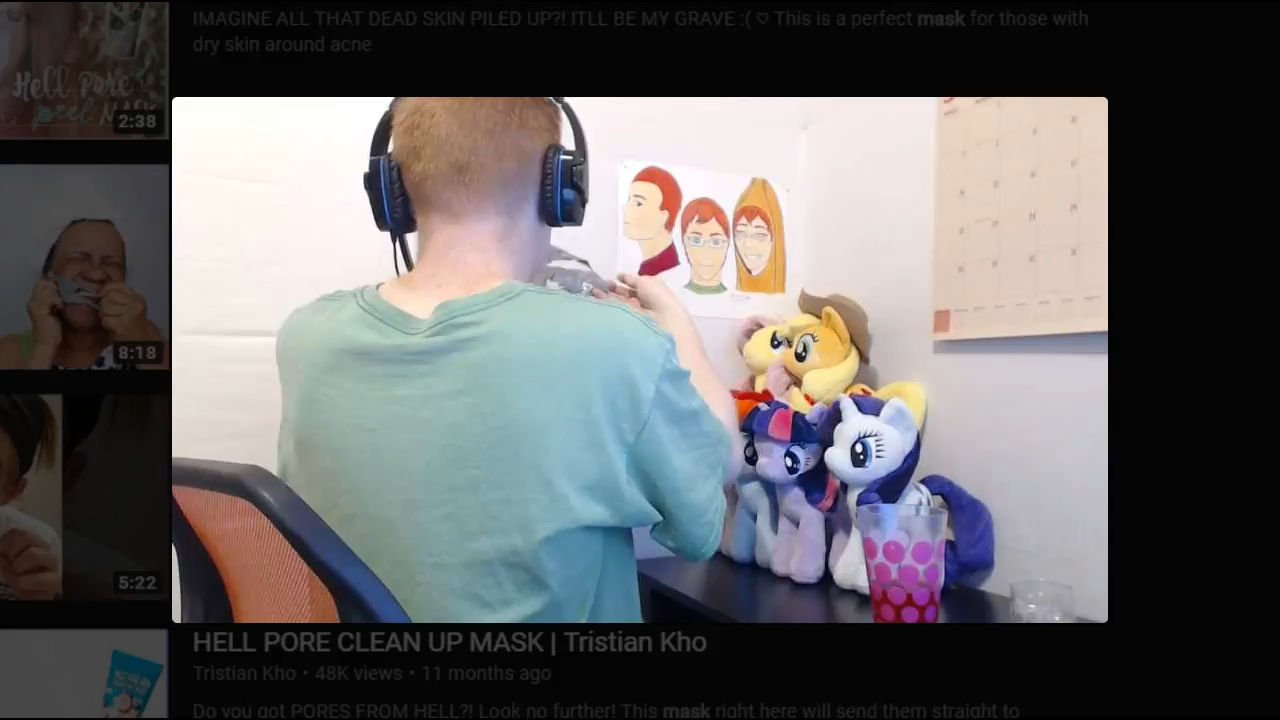 IMAGINE ALL THAT DEAD SKIN PILED UP?! ITLL BE MY GRAVE :( ♡ This is a perfect mask for those with
dry skin around acne
Hell pore
peel MASK
2:38
8:18
5:22
HELL PORE CLEAN UP MASK | Tristian Kho
Tristian Kho • 48K views • 11 months ago
Do you got PORES FROM HELL?! Look no further! This mask right here will send them straight to